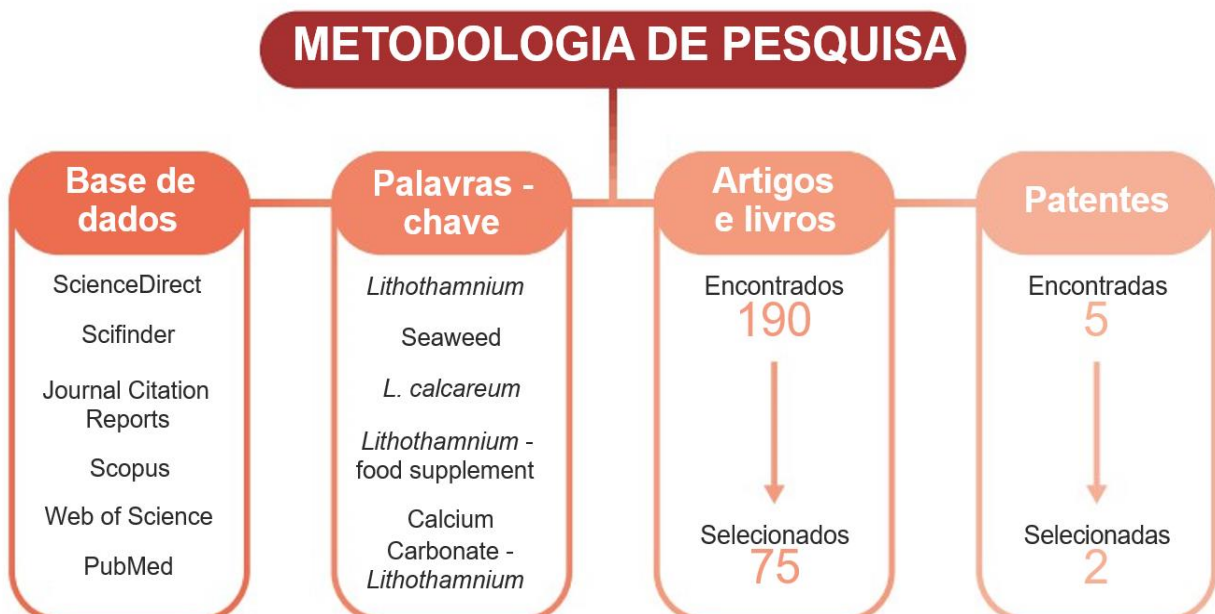 METODOLOGIA DE PESQUISA
Base de
dados
ScienceDirect
Scifinder
Journal Citation
Reports
Scopus
Web of Science
PubMed
Palavras -
chave
Lithothamnium
Seaweed
L. calcareum
Lithothamnium -
food supplement
Calcium
Carbonate -
Lithothamnium
Artigos
e livros
Encontrados
190
Selecionados
75
Patentes
Encontradas
5
Selecionadas
2